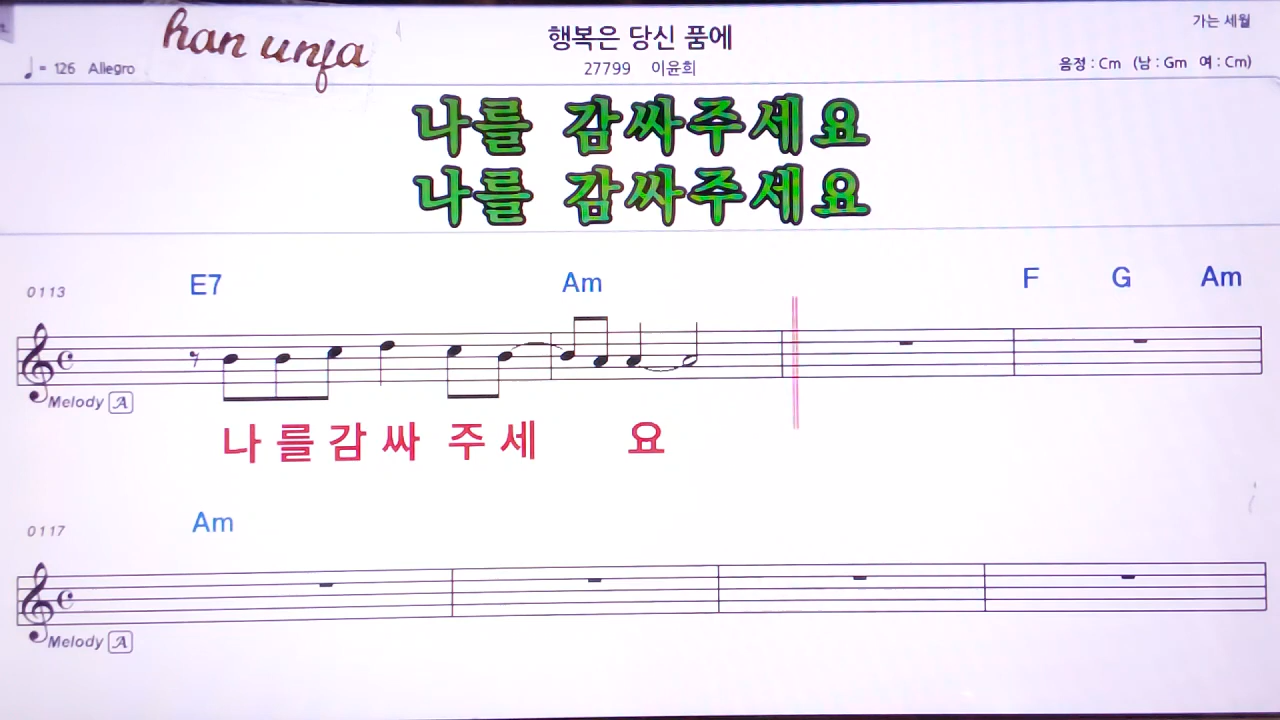 han unfa
가는 세월
행복은 당신 품에
♩= 126 Allegro
27799 이윤희
음정 : Cm (남 : Gm 여 : Cm)
나를 감싸주세요
나를 감싸주세요
0113 E7 Am F G Am
Melody A
나 를 감 싸 주 세 요
0117 Am
Melody A